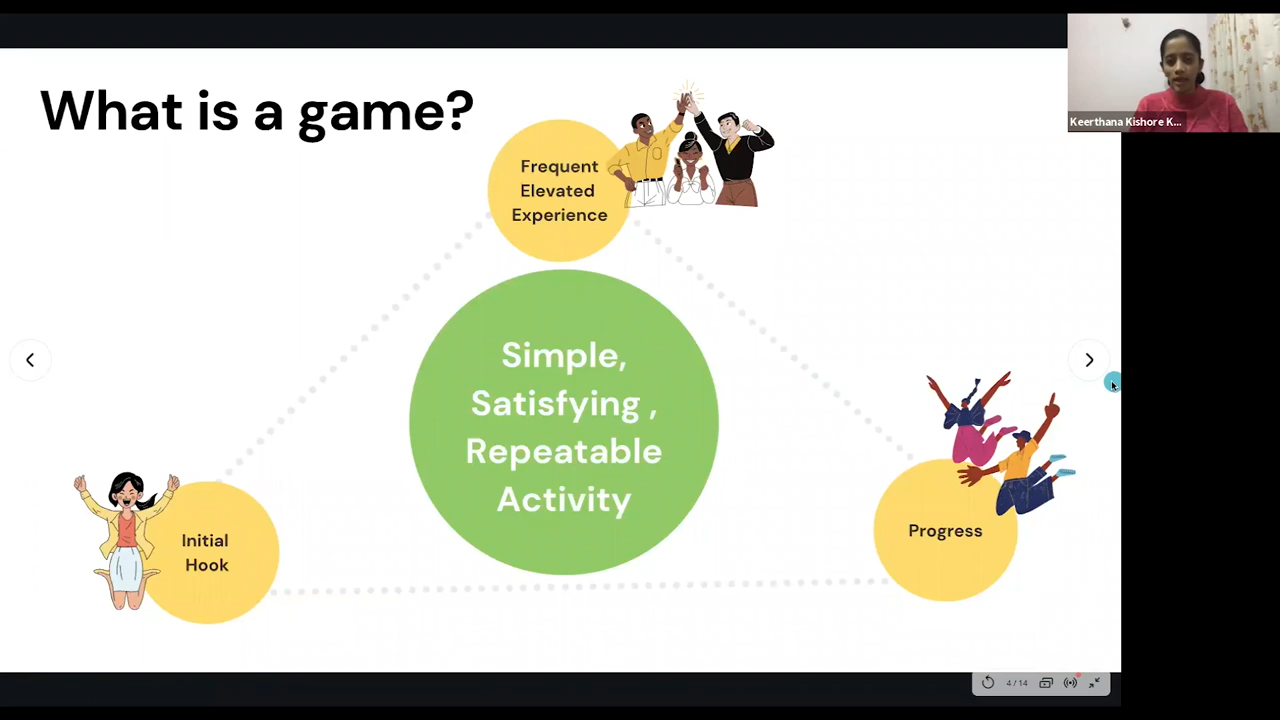 What is a game?
Frequent
Elevated
Experience
Simple,
Satisfying ,
Repeatable
Activity
Initial
Hook
Progress
Keerthana Kishore K...
4 / 14